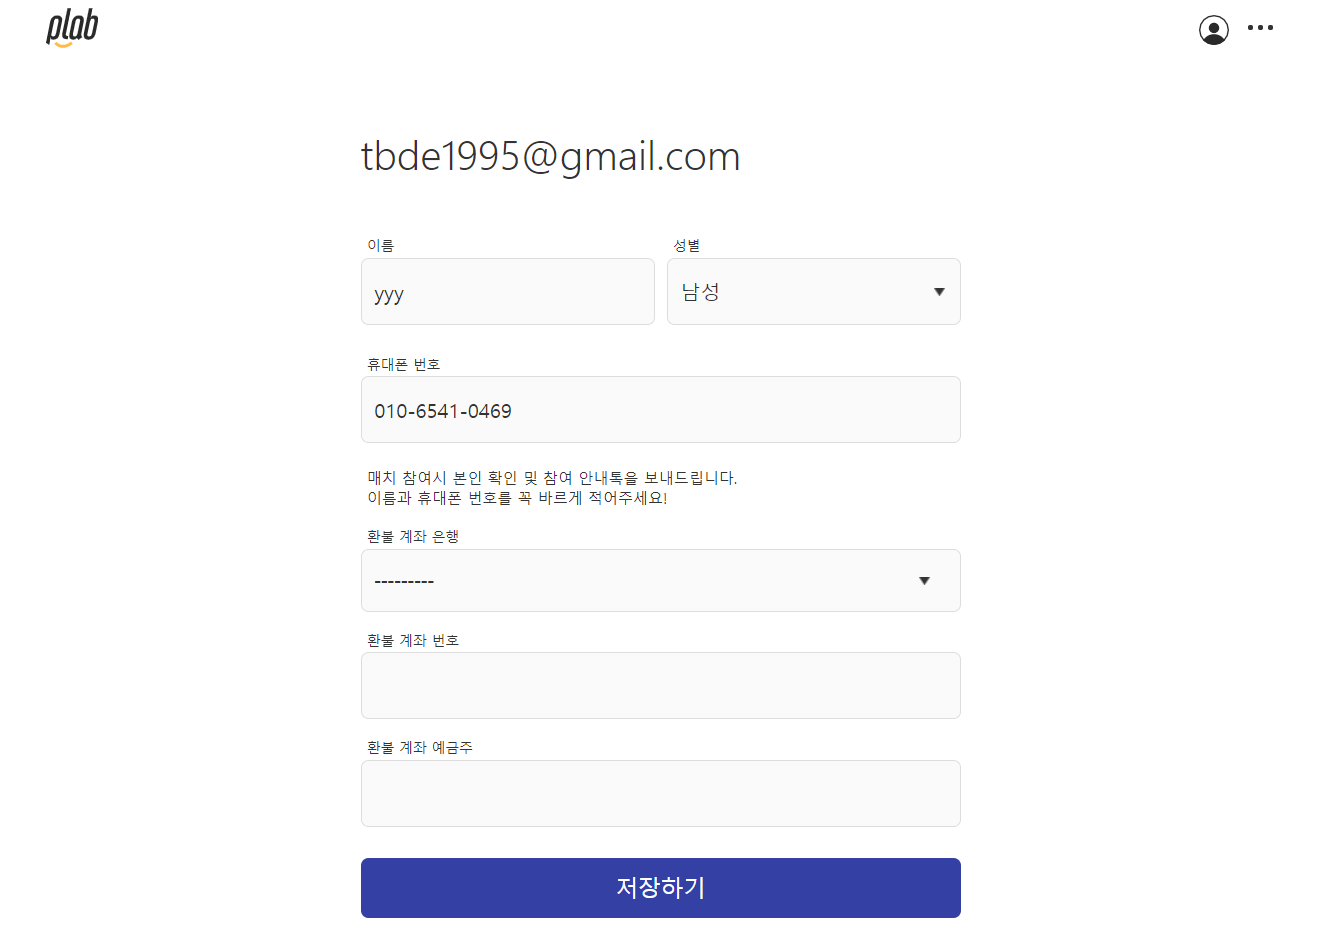 plab
tbde1995@gmail.com
이름
성별
yyy
남성
휴대폰 번호
010-6541-0469
매치 참여시 본인 확인 및 참여 안내톡을 보내드립니다.
이름과 휴대폰 번호를 꼭 바르게 적어주세요!
환불 계좌 은행
---------
환불 계좌 번호
환불 계좌 예금주
저장하기